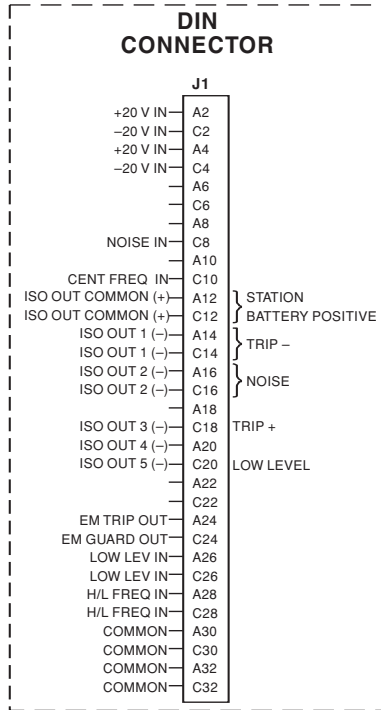 DIN
CONNECTOR
J1
+20 V IN A2
–20 V IN C2
+20 V IN A4
–20 V IN C4
A6
C6
A8
NOISE IN C8
A10
CENT FREQ IN C10
ISO OUT COMMON (+) A12 STATION
ISO OUT COMMON (+) C12 BATTERY POSITIVE
ISO OUT 1 (–) A14
ISO OUT 1 (–) C14 TRIP –
ISO OUT 2 (–) A16
ISO OUT 2 (–) C16 NOISE
A18
ISO OUT 3 (–) C18 TRIP +
ISO OUT 4 (–) A20
ISO OUT 5 (–) C20 LOW LEVEL
A22
C22
EM TRIP OUT A24
EM GUARD OUT C24
LOW LEV IN A26
LOW LEV IN C26
H/L FREQ IN A28
H/L FREQ IN C28
COMMON A30
COMMON C30
COMMON A32
COMMON C32